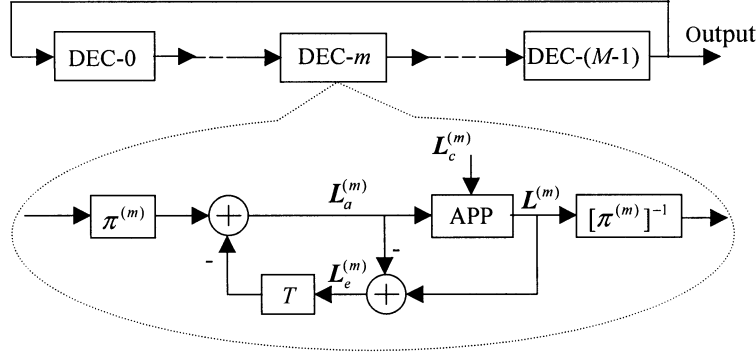 Output
DEC-0
DEC-m
DEC-(M-1)
L_c^{(m)}
π^{(m)}
+
L_a^{(m)}
APP
L^{(m)}
[π^{(m)}]^{-1}
-
-
T
L_e^{(m)}
+